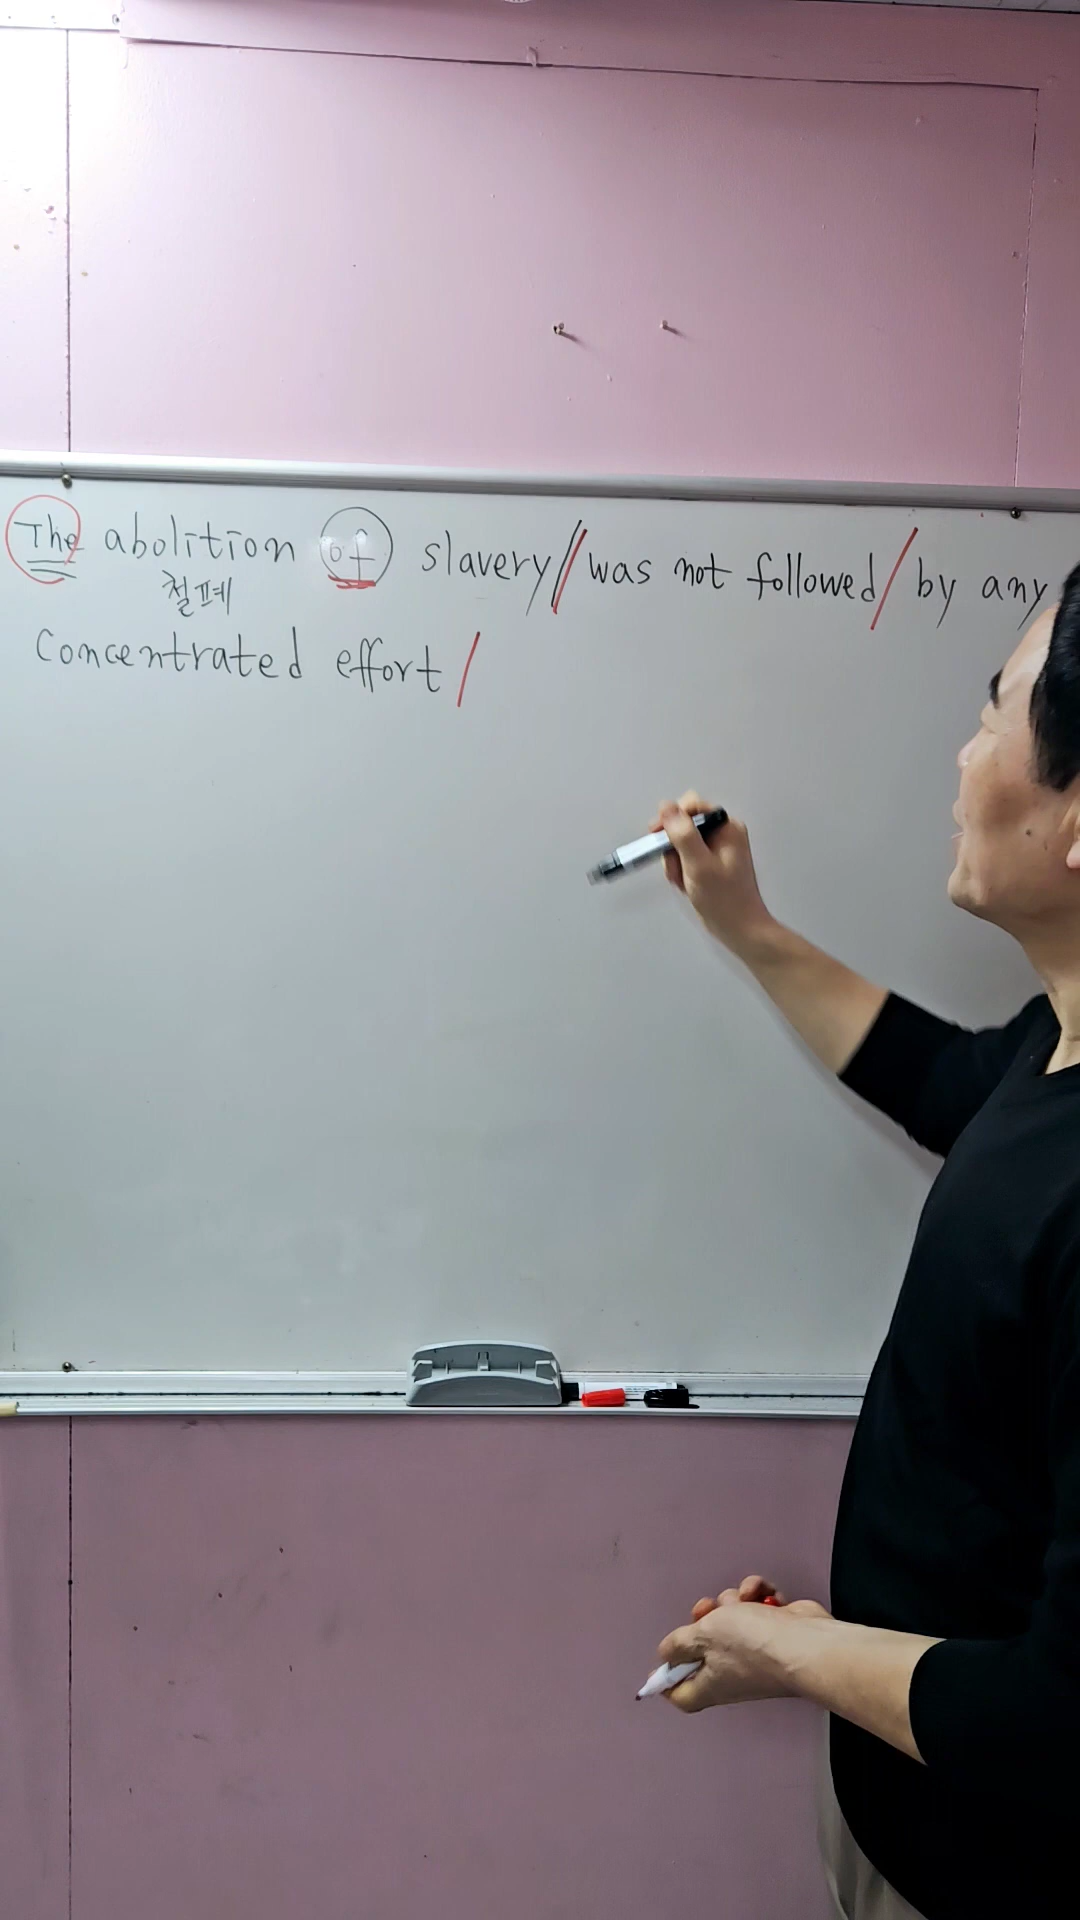 The abolition of slavery // was not followed / by any
철폐
Concentrated effort /